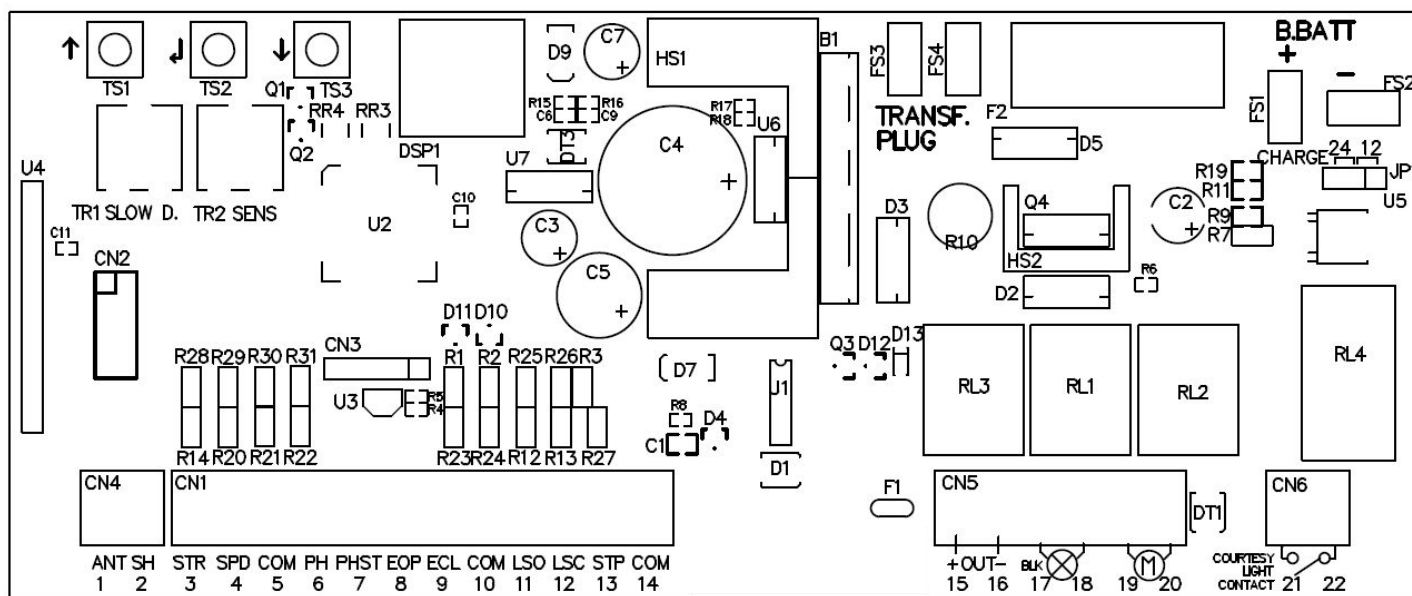 B.BATT
+ -
TS1 TS2 TS3
Q1
RR4 RR3
Q2
DSP1
D9 C7 +
HS1
B1
FS3 FS4
TRANSF.
PLUG
F2
D5
FS1
FS2
CHARGE 24 12
JP1
R15 R16
C6 C9
DT3
R17
R18
U6
C4 +
U4
U7
U2
C10
TR1 SLOW D. TR2 SENS
C11
CN2
C3 +
C5 +
D3
R10
Q4
HS2
D2
C2 +
R6
R19
R11
R9
R7
U5
D11 D10
CN3
R28 R29 R30 R31 R1 R2 R25 R26 R3
U3
R5
R4
R14 R20 R21 R22 R23 R24 R12 R13 R27
D7
R8
C1
D4
U1
D1
Q3 D12 D13
RL3 RL1 RL2 RL4
CN4 CN1 F1 CN5 DT1 CN6
ANT SH STR SPD COM PH PHST EOP ECL COM LSO LSC STP COM
1 2 3 4 5 6 7 8 9 10 11 12 13 14
+OUT- BLK M
15 16 17 18 19 20
COURTESY
LIGHT
CONTACT 21 22